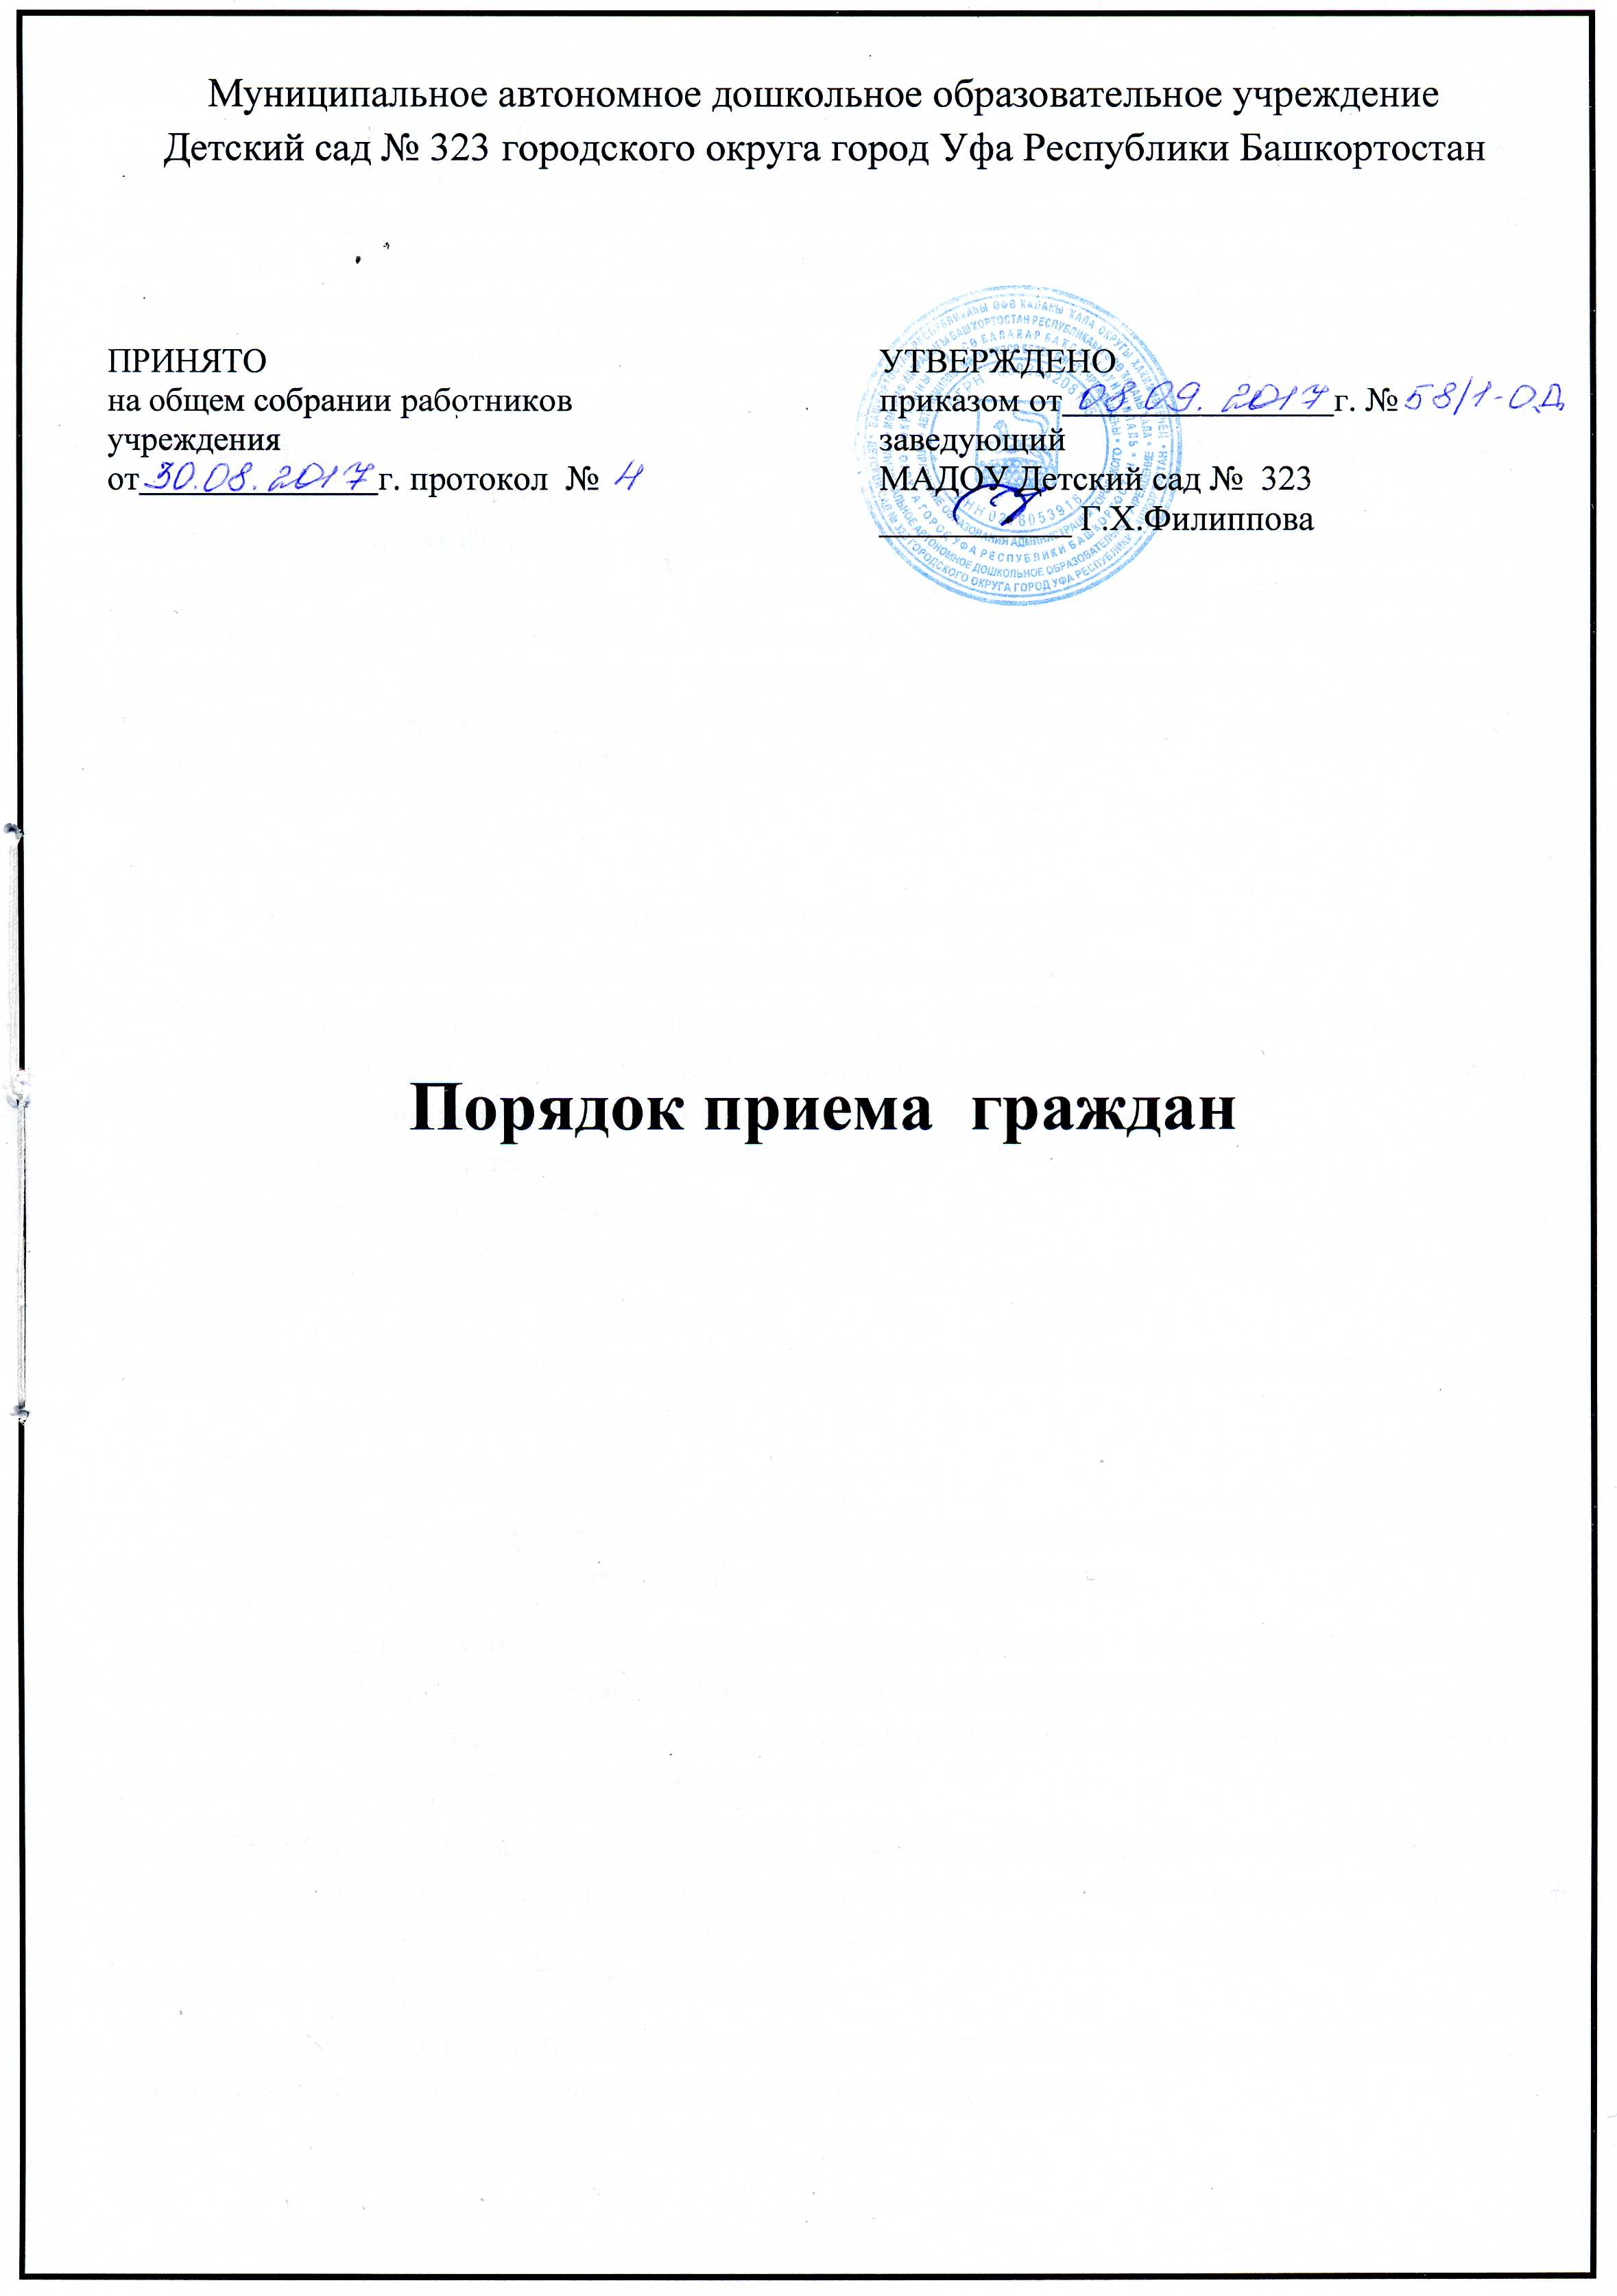 Муниципальное автономное дошкольное образовательное учреждение
Детский сад № 323 городского округа город Уфа Республики Башкортостан
ПРИНЯТО
на общем собрании работников
учреждения
от 30.08.2017 г. протокол № 4
УТВЕРЖДЕНО
приказом от 08.09.2017 г. № 58/1-ОД
заведующий
МАДОУ Детский сад № 323
Г.Х.Филиппова
Порядок приема граждан